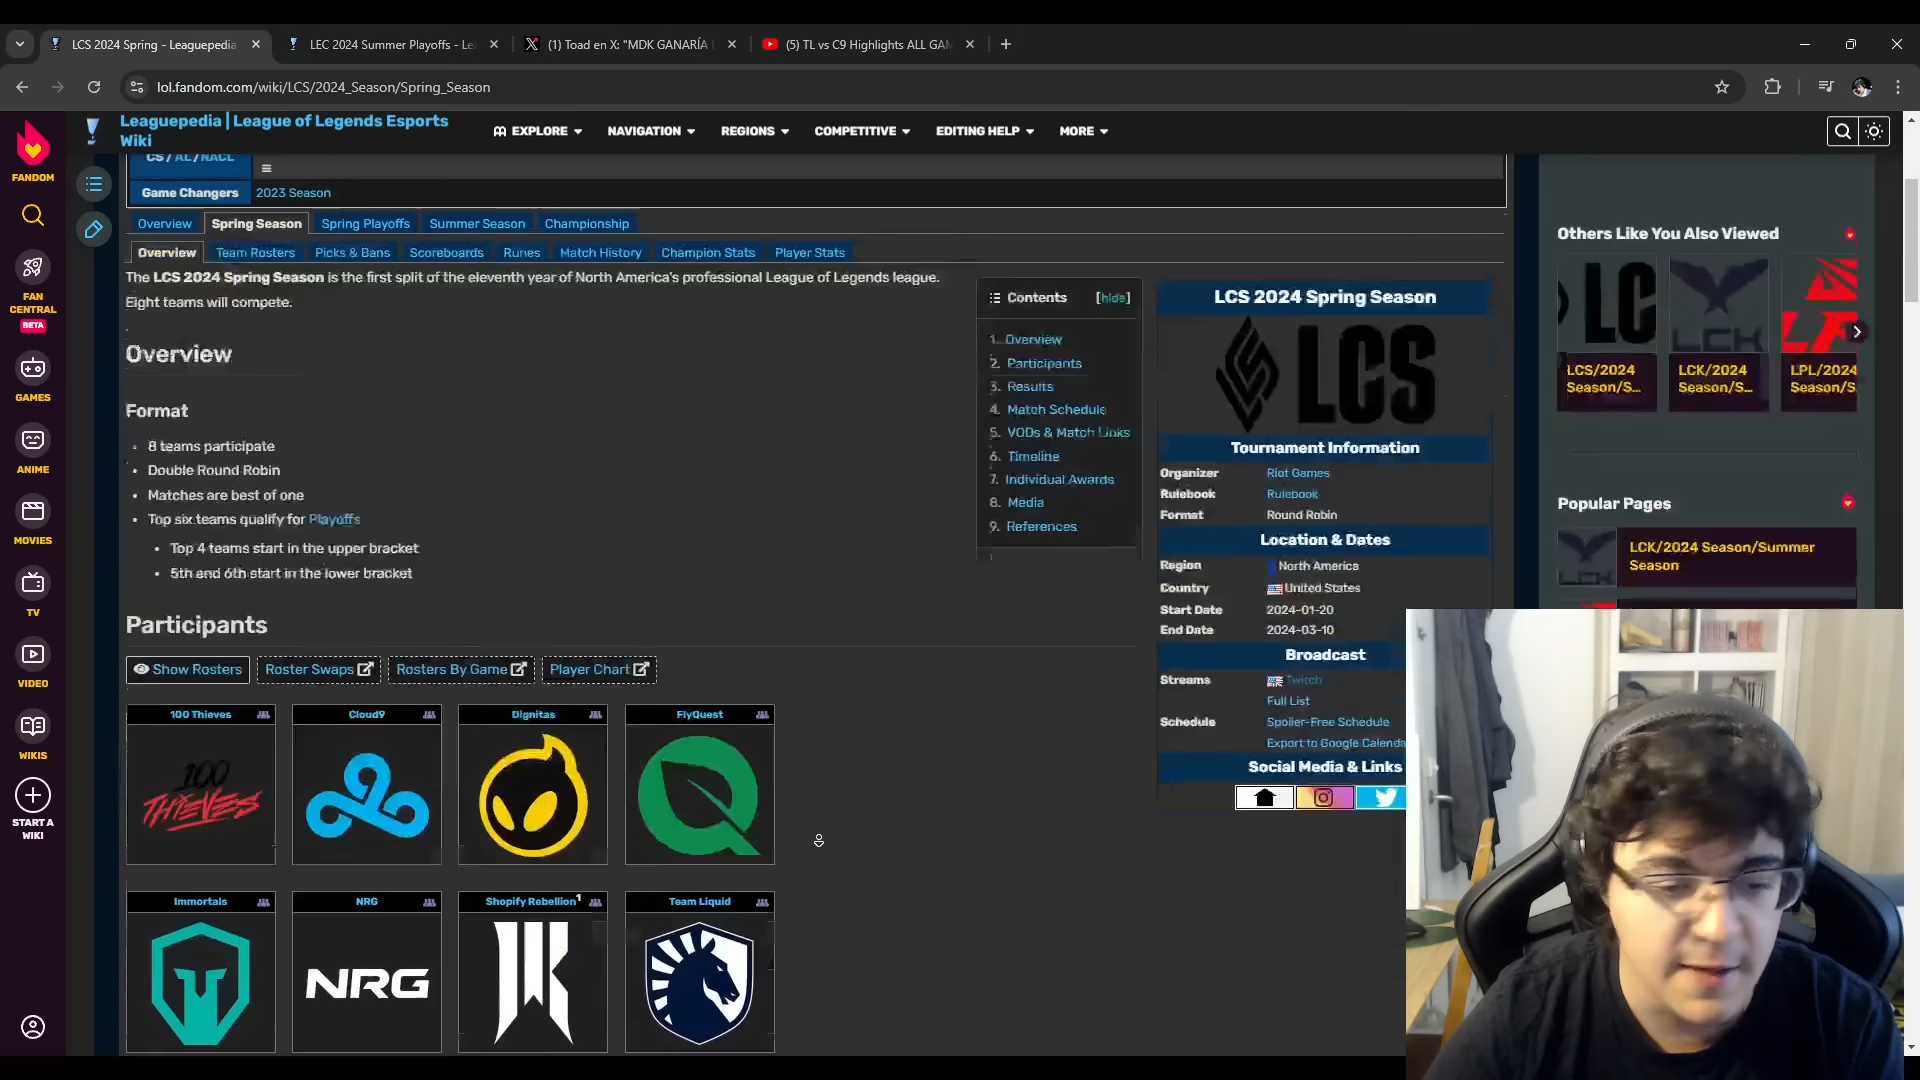 LCS 2024 Spring - Leaguepedia
LEC 2024 Summer Playoffs - Le
(1) Toad en X: "MDK GANARÍA
(5) TL vs C9 Highlights ALL GAM
lol.fandom.com/wiki/LCS/2024_Season/Spring_Season
Leaguepedia | League of Legends Esports
Wiki
EXPLORE
NAVIGATION
REGIONS
COMPETITIVE
EDITING HELP
MORE
FANDOM
FAN
CENTRAL
BETA
GAMES
ANIME
MOVIES
TV
VIDEO
WIKIS
START A
WIKI
CS / AL / NACL
Game Changers 2023 Season
Overview Spring Season Spring Playoffs Summer Season Championship
Overview Team Rosters Picks & Bans Scoreboards Runes Match History Champion Stats Player Stats
The LCS 2024 Spring Season is the first split of the eleventh year of North America's professional League of Legends league.
Eight teams will compete.
Overview
Format
8 teams participate
Double Round Robin
Matches are best of one
Top six teams qualify for Playoffs
Top 4 teams start in the upper bracket
5th and 6th start in the lower bracket
Contents [hide]
1. Overview
2. Participants
3. Results
4. Match Schedule
5. VODs & Match Links
6. Timeline
7. Individual Awards
8. Media
9. References
Participants
Show Rosters Roster Swaps Rosters By Game Player Chart
100 Thieves Cloud9 Dignitas FlyQuest
100
THIEVES
Immortals NRG Shopify Rebellion1 Team Liquid
NRG
LCS 2024 Spring Season
LCS
Tournament Information
Organizer Riot Games
Rulebook Rulebook
Format Round Robin
Location & Dates
Region North America
Country United States
Start Date 2024-01-20
End Date 2024-03-10
Broadcast
Streams Twitch
Full List
Schedule Spoiler-Free Schedule
Export to Google Calenda
Social Media & Links
Others Like You Also Viewed
LC
LCK
LCS/2024
Season/S...
LCK/2024
Season/S...
LPL/2024
Season/S
Popular Pages
LCK
LCK/2024 Season/Summer
Season